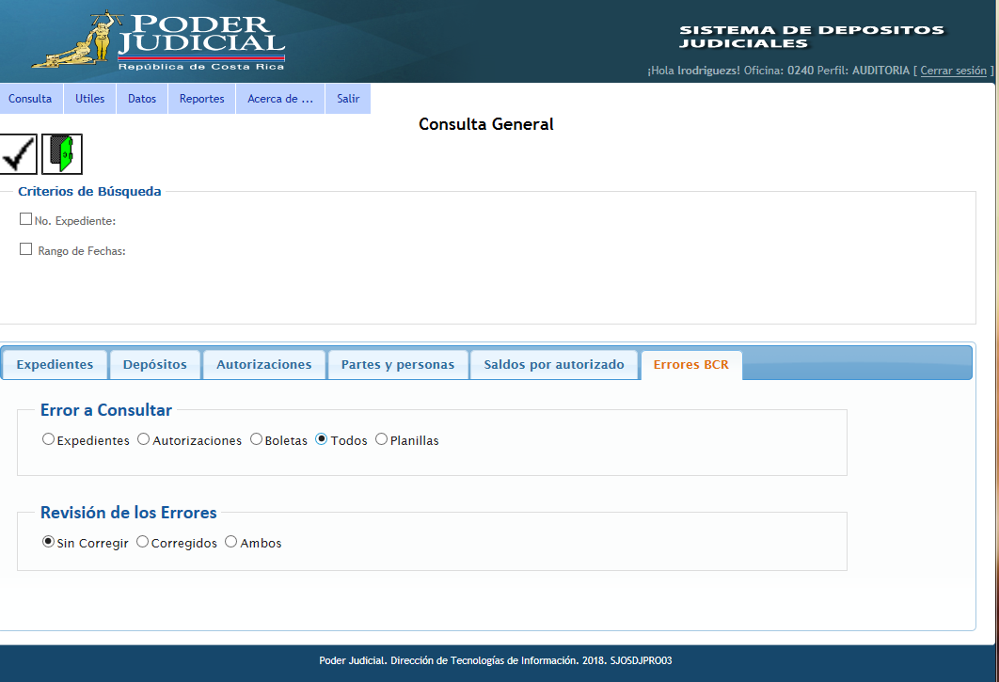 PODER
JUDICIAL
República de Costa Rica
SISTEMA DE DEPOSITOS
JUDICIALES
¡Hola lrodriguezs! Oficina: 0240 Perfil: AUDITORIA [ Cerrar sesión ]
Consulta Utiles Datos Reportes Acerca de ... Salir
Consulta General
Criterios de Búsqueda
No. Expediente:
Rango de Fechas:
Expedientes Depósitos Autorizaciones Partes y personas Saldos por autorizado Errores BCR
Error a Consultar
Expedientes Autorizaciones Boletas Todos Planillas
Revisión de los Errores
Sin Corregir Corregidos Ambos
Poder Judicial. Dirección de Tecnologías de Información. 2018. SJOSDJPRO03